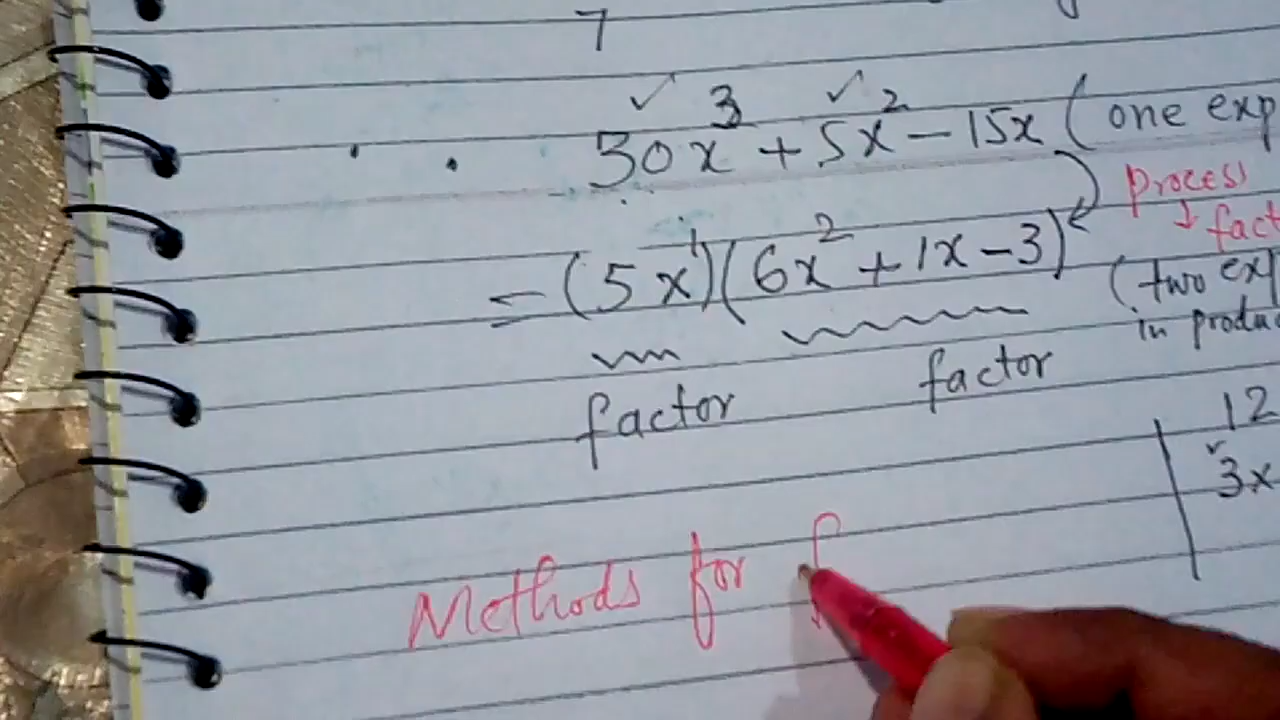 7
30x³ + 5x² - 15x (one exp
Process
↓ fact
= (5x¹)(6x² + 1x - 3)
(two exp
in produc
factor factor
12
3x
Methods for f